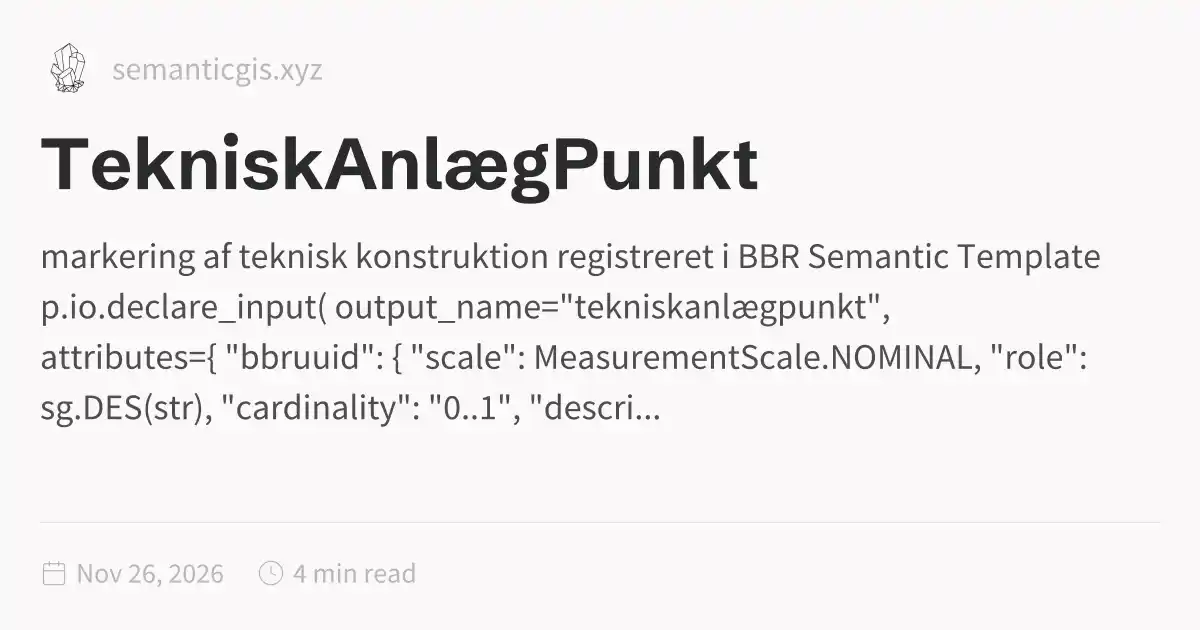 semanticgis.xyz
TekniskAnlægPunkt
markering af teknisk konstruktion registreret i BBR Semantic Template
p.io.declare_input( output_name="tekniskanlægpunkt",
attributes={ "bbruuid": { "scale": MeasurementScale.NOMINAL, "role":
sg.DES(str), "cardinality": "0..1", "descri...
Nov 26, 2026 4 min read